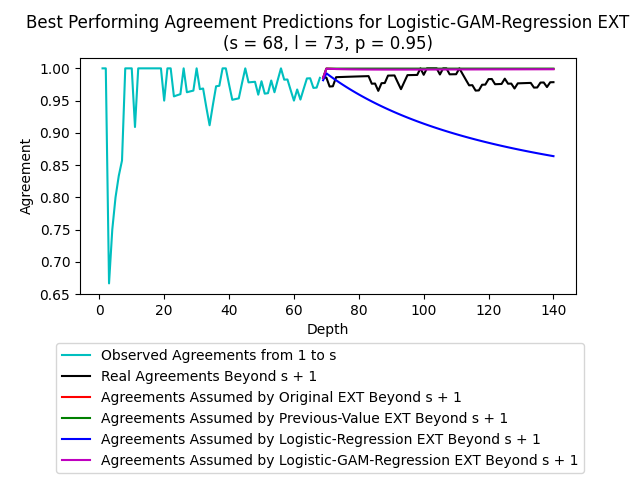 Best Performing Agreement Predictions for Logistic-GAM-Regression EXT
(s = 68, l = 73, p = 0.95)
1.00
0.95
0.90
0.85
0.80
0.75
0.70
0.65
Agreement
0 20 40 60 80 100 120 140
Depth
Observed Agreements from 1 to s
Real Agreements Beyond s + 1
Agreements Assumed by Original EXT Beyond s + 1
Agreements Assumed by Previous-Value EXT Beyond s + 1
Agreements Assumed by Logistic-Regression EXT Beyond s + 1
Agreements Assumed by Logistic-GAM-Regression EXT Beyond s + 1